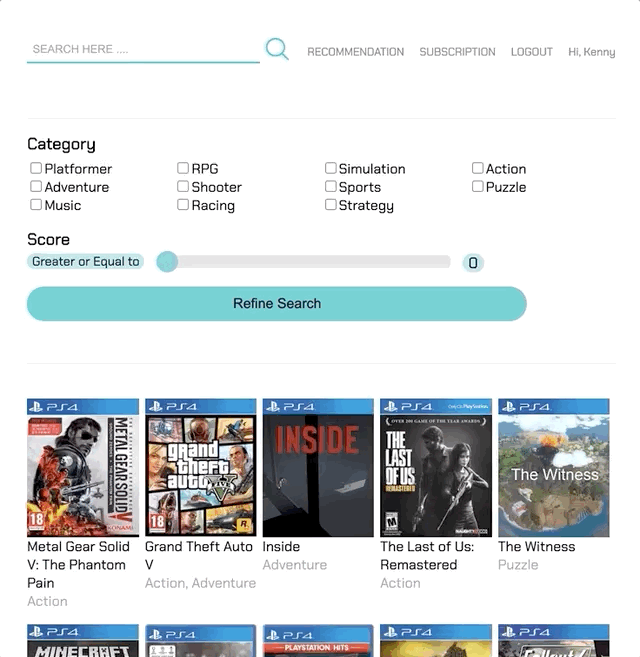 SEARCH HERE ....
RECOMMENDATION
SUBSCRIPTION
LOGOUT
Hi, Kenny
Category
Platformer
RPG
Simulation
Action
Adventure
Shooter
Sports
Puzzle
Music
Racing
Strategy
Score
Greater or Equal to
0
Refine Search
PS4
PS4
PS4
PS4
PS4
METAL GEAR SOLID V
THE PHANTOM PAIN
18
KONAMI
grand
theft
auto
V
18
R
INSIDE
OVER 200 GAME OF THE YEAR AWARDS
THE
LAST
OF US
REMASTERED
M
The Witness
Metal Gear Solid
V: The Phantom
Pain
Action
Grand Theft Auto
V
Action, Adventure
Inside
Adventure
The Last of Us:
Remastered
Action
The Witness
Puzzle
PS4
PS4
PS4
PS4
PS4
MINECRAFT
PLAYSTATION HITS
Fallout 4